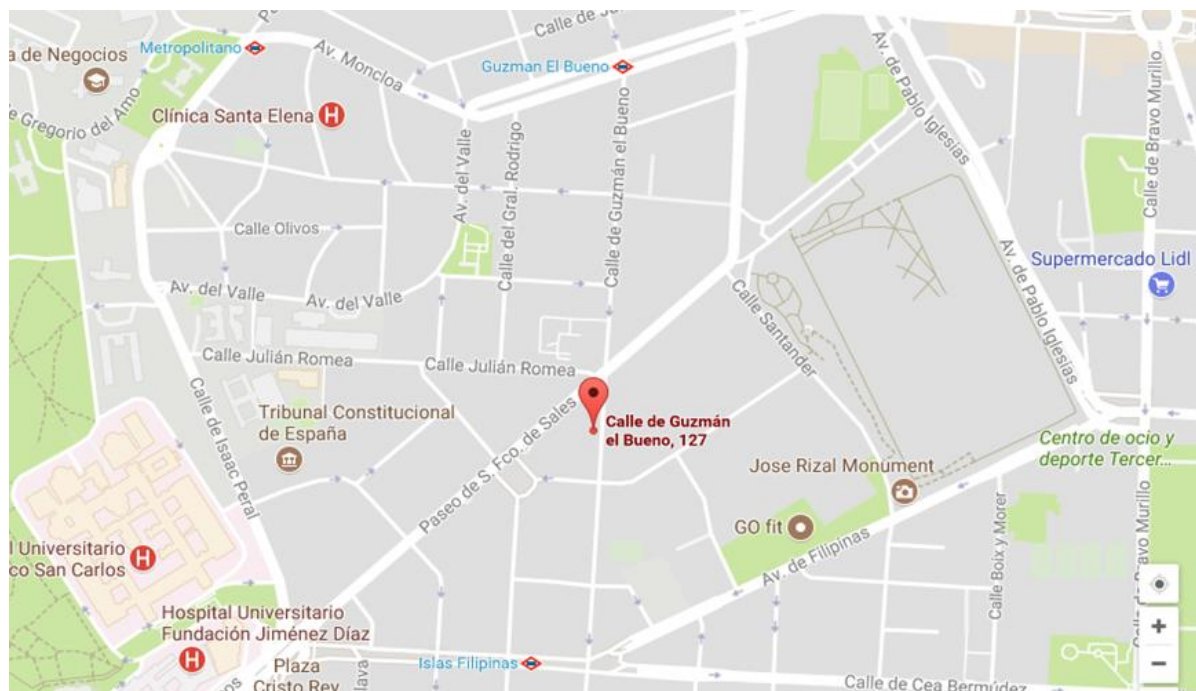 Calle de Ju
Metropolitano
a de Negocios
Av. Moncloa
Guzman El Bueno
Av. de Pablo Iglesias
Calle de Bravo Murillo...
e Gregorio del Amo
Clínica Santa Elena
H
Av. del Valle
Calle del Gral. Rodrigo
Calle de Guzmán el Bueno
Calle Olivos
Av. de Pablo Iglesias
Supermercado Lidl
Av. del Valle
Av. del Valle
Calle Santander
Calle Julián Romea
Calle Julián Romea
Calle de Isaac Peral
Tribunal Constitucional
de España
Paseo de S. Fco. de Sales
Calle de Guzmán
el Bueno, 127
Centro de ocio y
deporte Tercer...
Jose Rizal Monument
GO fit
l Universitario
co San Carlos
H
Av. de Filipinas
Calle Boix y Morer
Bravo Murillo
Hospital Universitario
Fundación Jiménez Díaz
H
Islas Filipinas
Plaza
Cristo Rey
lava
Calle de Cea Bermúdez
+
−